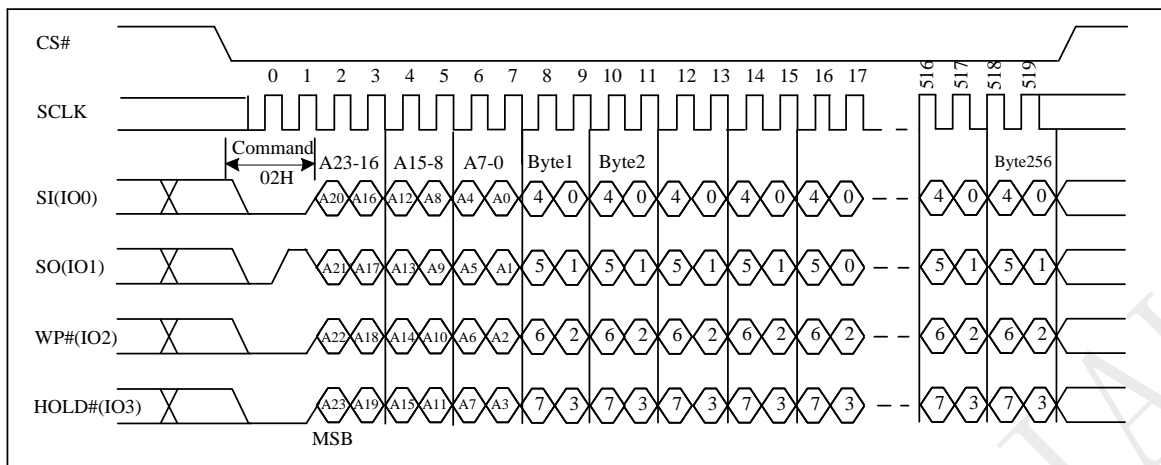 CS#
0 1 2 3 4 5 6 7 8 9 10 11 12 13 14 15 16 17 516 517 518 519
SCLK
Command A23-16 A15-8 A7-0 Byte1 Byte2 Byte256
02H
SI(IO0) A20 A16 A12 A8 A4 A0 4 0 4 0 4 0 4 0 4 0 4 0 4 0
SO(IO1) A21 A17 A13 A9 A5 A1 5 1 5 1 5 1 5 1 5 0 5 1 5 1
WP#(IO2) A22 A18 A14 A10 A6 A2 6 2 6 2 6 2 6 2 6 2 6 2 6 2
HOLD#(IO3) A23 A19 A15 A11 A7 A3 7 3 7 3 7 3 7 3 7 3 7 3 7 3
MSB